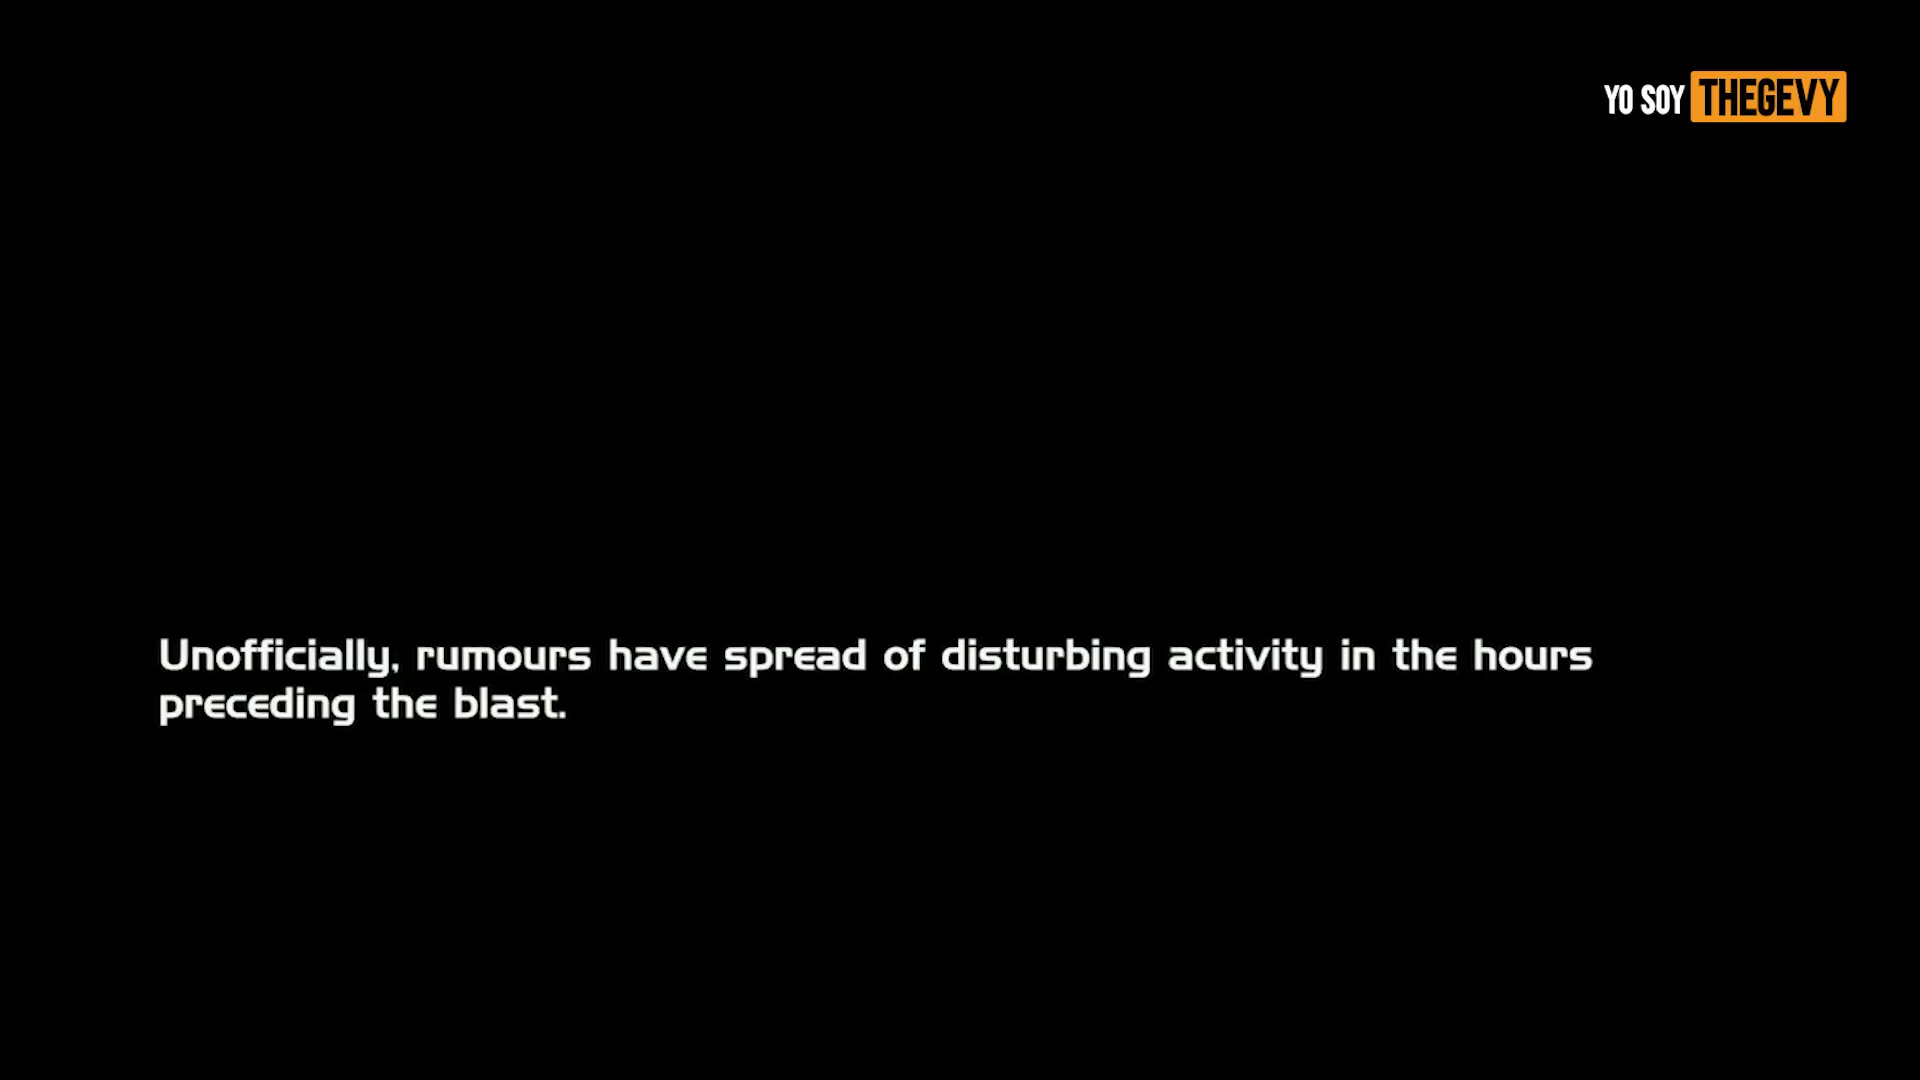 YO SOY THEGEVY
Unofficially, rumours have spread of disturbing activity in the hours
preceding the blast.